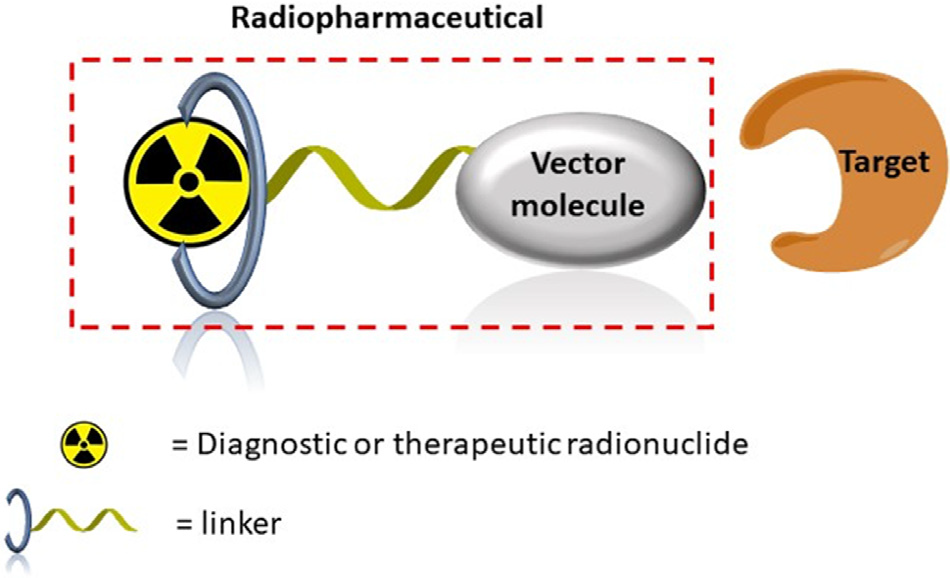 Radiopharmaceutical
Vector
molecule
Target
= Diagnostic or therapeutic radionuclide
= linker